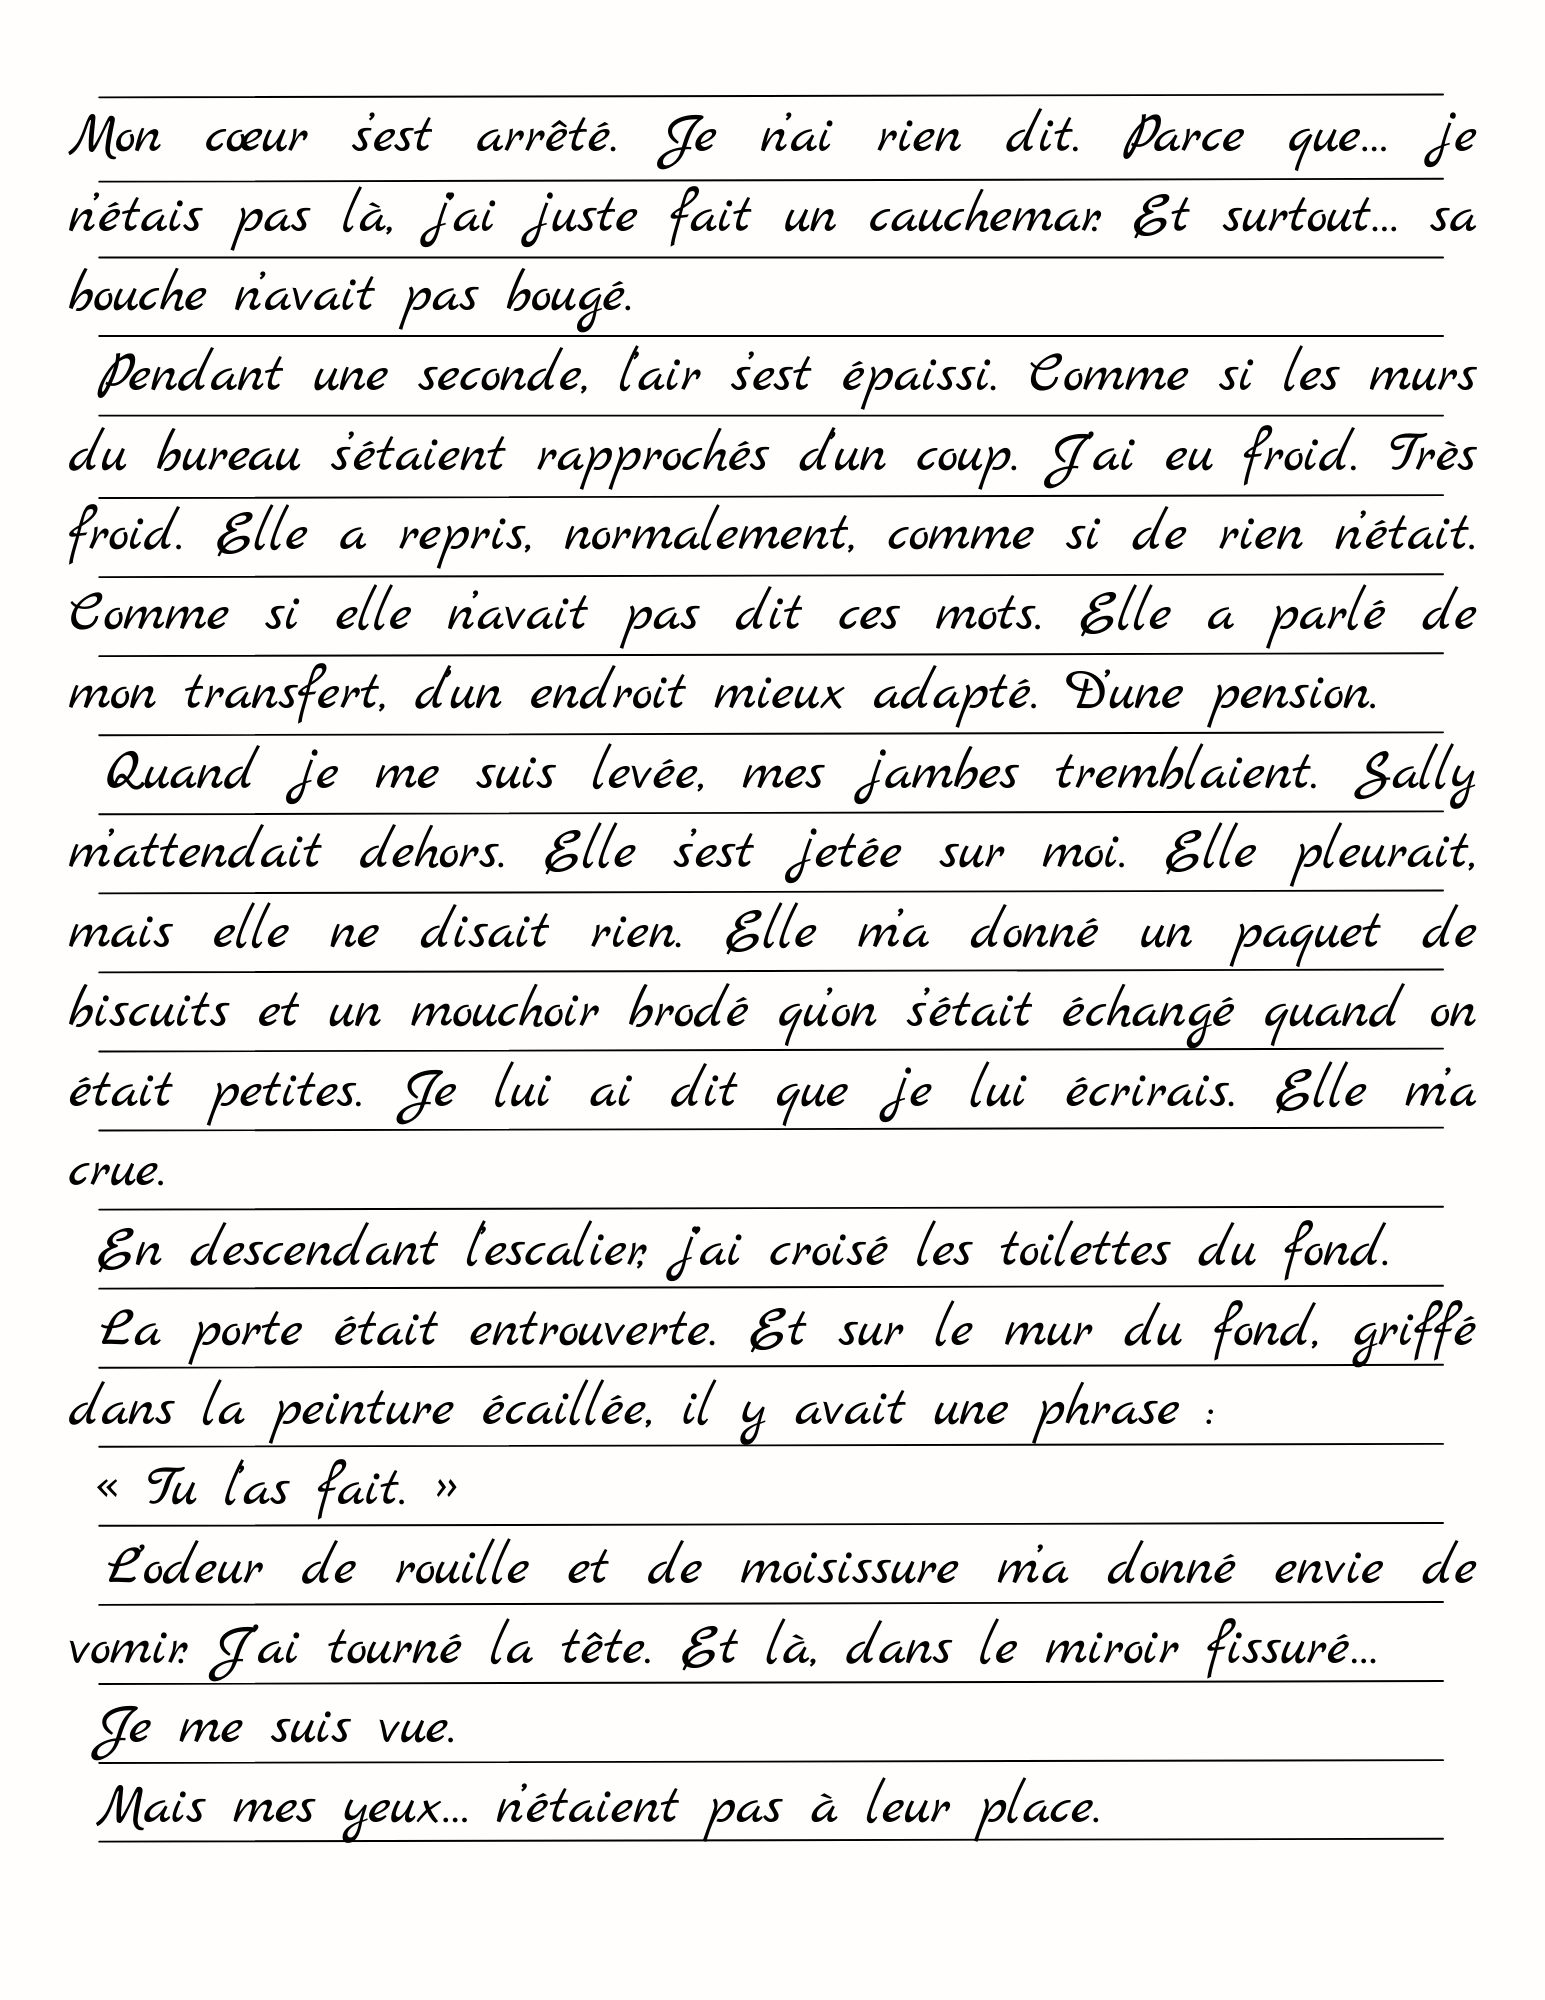 Mon cœur s'est arrêté. Je n'ai rien dit. Parce que... je
n'étais pas là, j'ai juste fait un cauchemar. Et surtout... sa
bouche n'avait pas bougé.
Pendant une seconde, l'air s'est épaissi. Comme si les murs
du bureau s'étaient rapprochés d'un coup. J'ai eu froid. Très
froid. Elle a repris, normalement, comme si de rien n'était.
Comme si elle n'avait pas dit ces mots. Elle a parlé de
mon transfert, d'un endroit mieux adapté. D'une pension.
Quand je me suis levée, mes jambes tremblaient. Sally
m'attendait dehors. Elle s'est jetée sur moi. Elle pleurait,
mais elle ne disait rien. Elle m'a donné un paquet de
biscuits et un mouchoir brodé qu'on s'était échangé quand on
était petites. Je lui ai dit que je lui écrirais. Elle m'a
crue.
En descendant l'escalier, j'ai croisé les toilettes du fond.
La porte était entrouverte. Et sur le mur du fond, griffé
dans la peinture écaillée, il y avait une phrase :
« Tu l'as fait. »
L'odeur de rouille et de moisissure m'a donné envie de
vomir. J'ai tourné la tête. Et là, dans le miroir fissuré...
Je me suis vue.
Mais mes yeux... n'étaient pas à leur place.